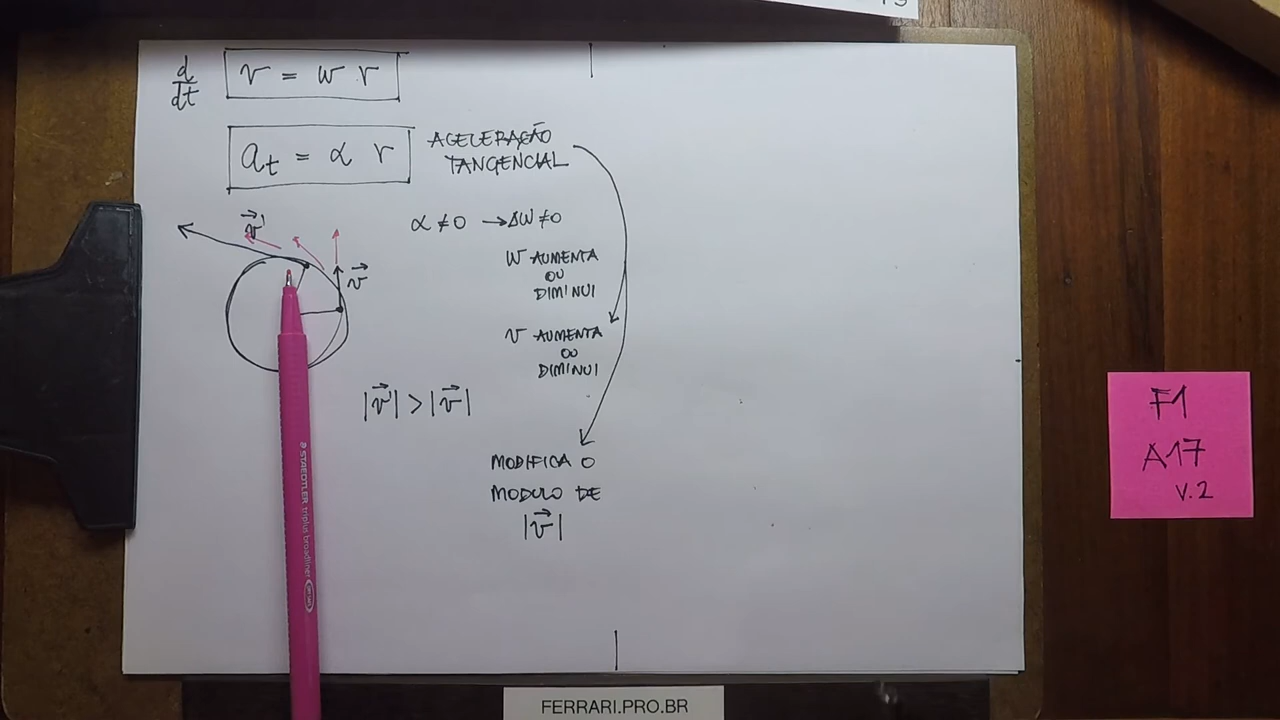 d/dt v = w r
a_t = α r
ACELERAÇÃO
TANGENCIAL
α ≠ 0 → ΔW ≠ 0
W AUMENTA
OU
DIMINUI
v⃗'
v⃗
v AUMENTA
OU
DIMINUI
|v⃗'| > |v⃗|
MODIFICA O
MODULO DE
|v⃗|
F1
A17
V.2
STAEDTLER triplus broadliner
FERRARI.PRO.BR